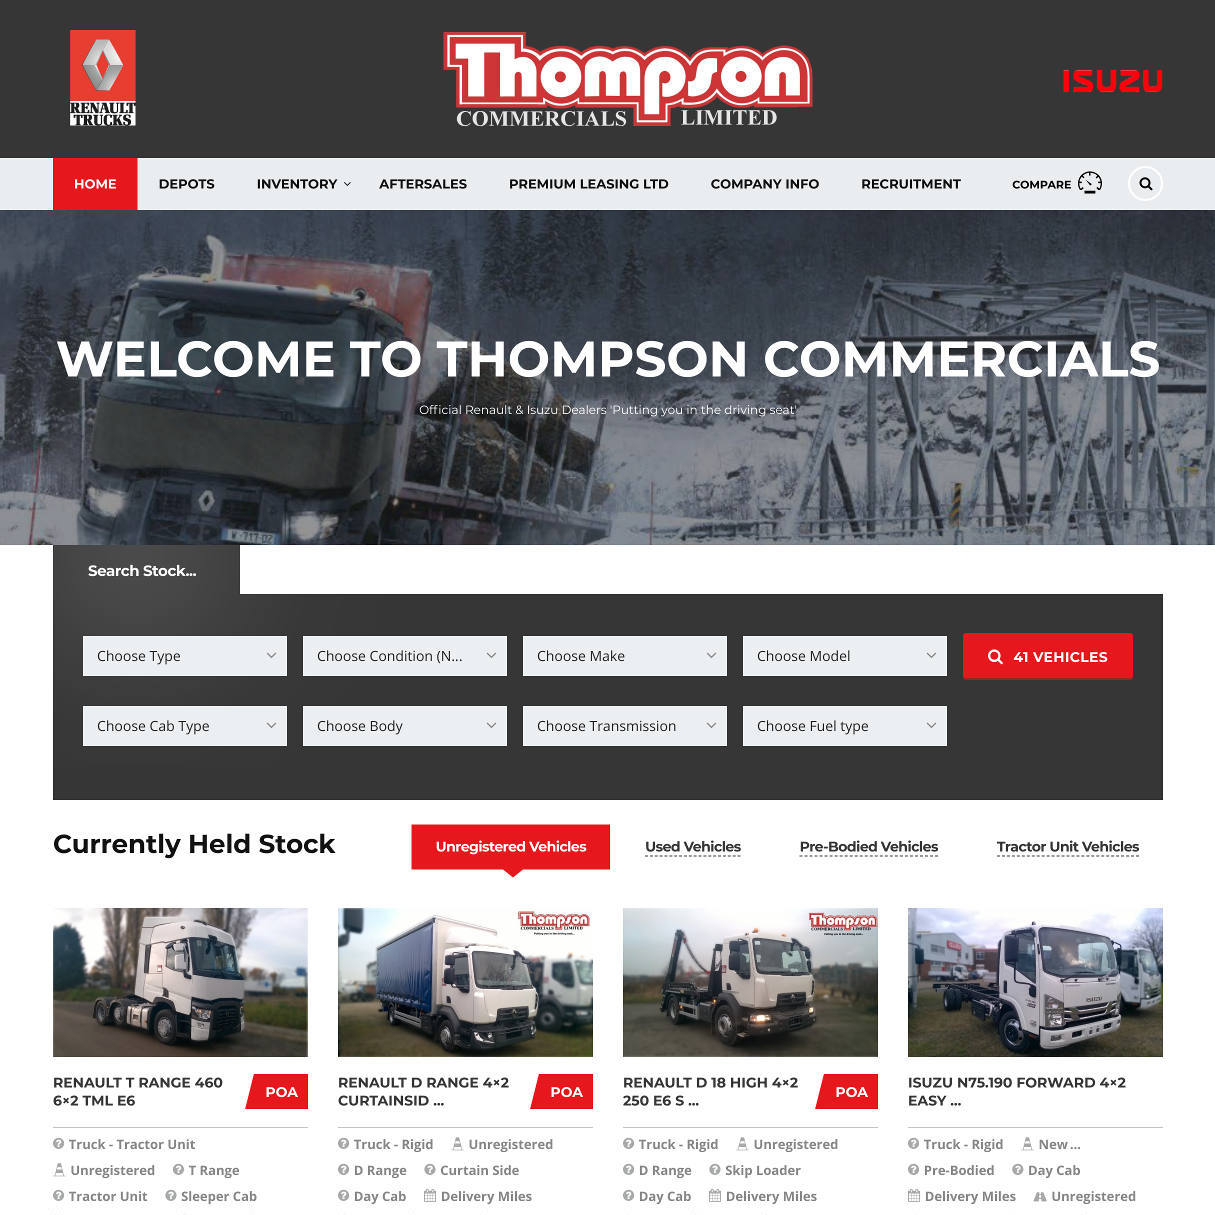 RENAULT
TRUCKS
Thompson
COMMERCIALS LIMITED
ISUZU
HOME
DEPOTS
INVENTORY
AFTERSALES
PREMIUM LEASING LTD
COMPANY INFO
RECRUITMENT
COMPARE
WELCOME TO THOMPSON COMMERCIALS
Official Renault & Isuzu Dealers 'Putting you in the driving seat'
Search Stock...
Choose Type
Choose Condition (N...
Choose Make
Choose Model
41 VEHICLES
Choose Cab Type
Choose Body
Choose Transmission
Choose Fuel type
Currently Held Stock
Unregistered Vehicles
Used Vehicles
Pre-Bodied Vehicles
Tractor Unit Vehicles
Thompson
COMMERCIALS LIMITED
Thompson
COMMERCIALS LIMITED
ISUZU
RENAULT T RANGE 460
6×2 TML E6
POA
Truck - Tractor Unit
Unregistered T Range
Tractor Unit Sleeper Cab
RENAULT D RANGE 4×2
CURTAINSID ...
POA
Truck - Rigid Unregistered
D Range Curtain Side
Day Cab Delivery Miles
RENAULT D 18 HIGH 4×2
250 E6 S ...
POA
Truck - Rigid Unregistered
D Range Skip Loader
Day Cab Delivery Miles
ISUZU N75.190 FORWARD 4×2
EASY ...
Truck - Rigid New ...
Pre-Bodied Day Cab
Delivery Miles Unregistered